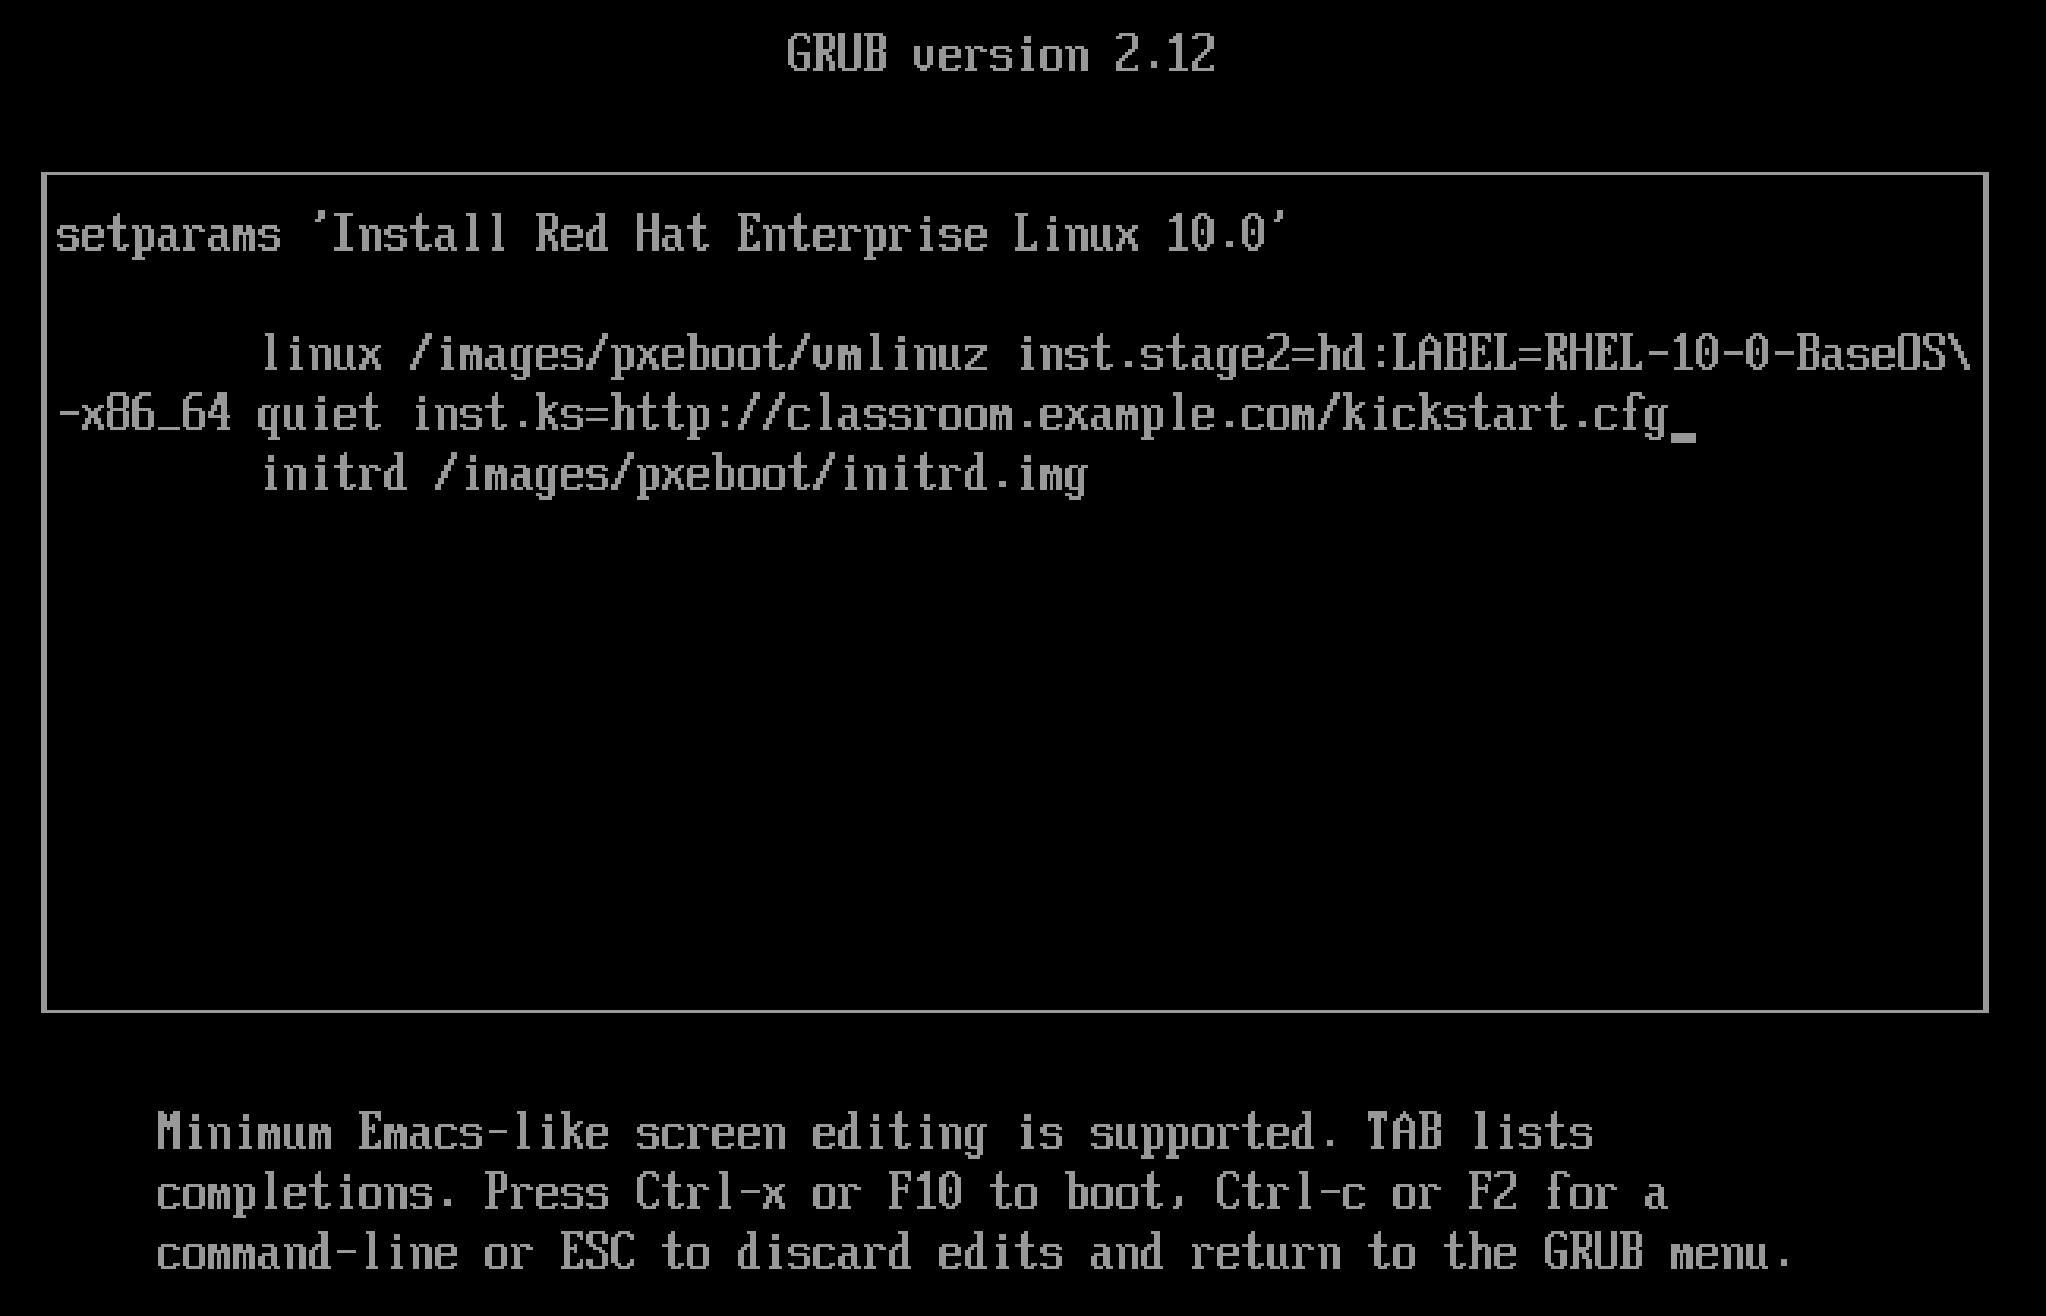 GRUB version 2.12
setparams 'Install Red Hat Enterprise Linux 10.0'
linux /images/pxeboot/vmlinuz inst.stage2=hd:LABEL=RHEL-10-0-BaseOS\
-x86_64 quiet inst.ks=http://classroom.example.com/kickstart.cfg_
initrd /images/pxeboot/initrd.img
Minimum Emacs-like screen editing is supported. TAB lists
completions. Press Ctrl-x or F10 to boot, Ctrl-c or F2 for a
command-line or ESC to discard edits and return to the GRUB menu.